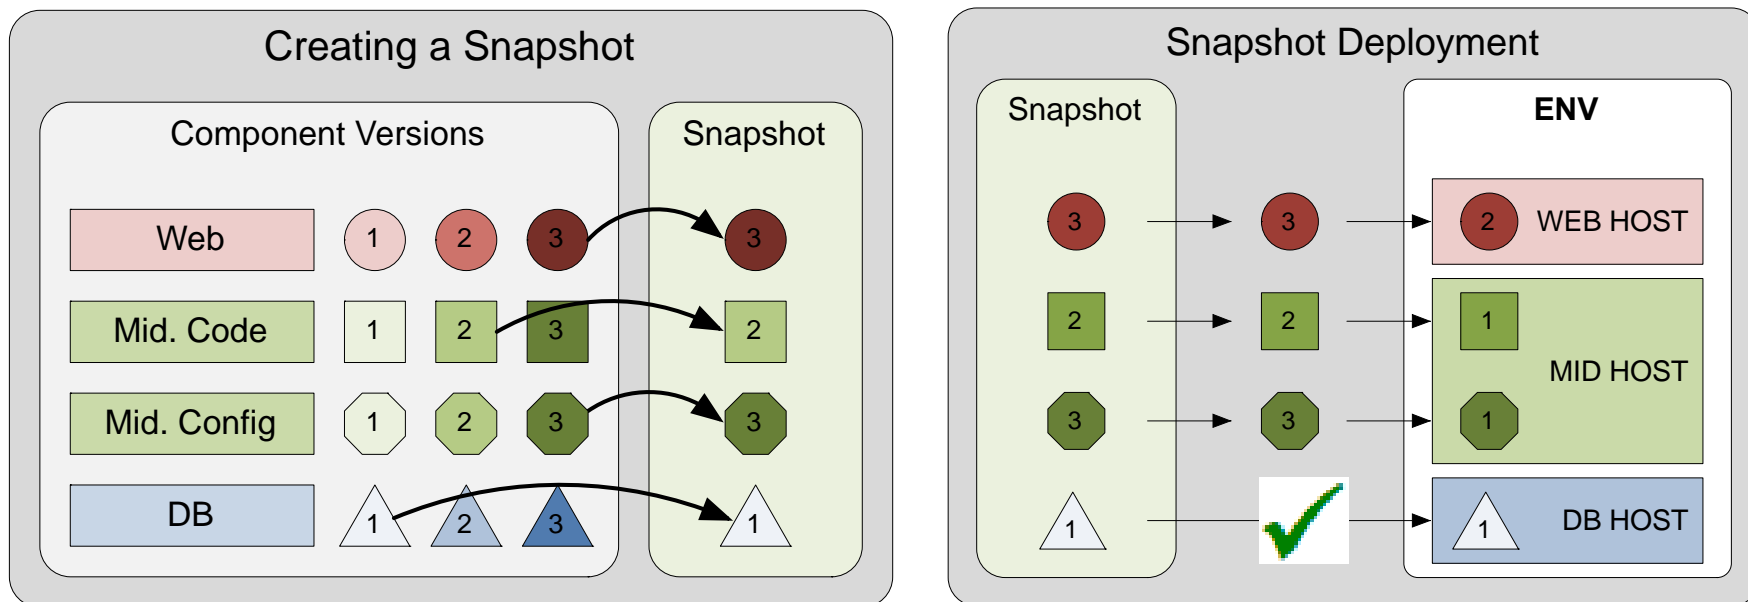 Creating a Snapshot
Component Versions
Snapshot
Web 1 2 3 3
Mid. Code 1 2 3 2
Mid. Config 1 2 3 3
DB 1 2 3 1
Snapshot Deployment
Snapshot
ENV
3 3 2 WEB HOST
2 2 1
MID HOST
3 3 1
1 1 DB HOST